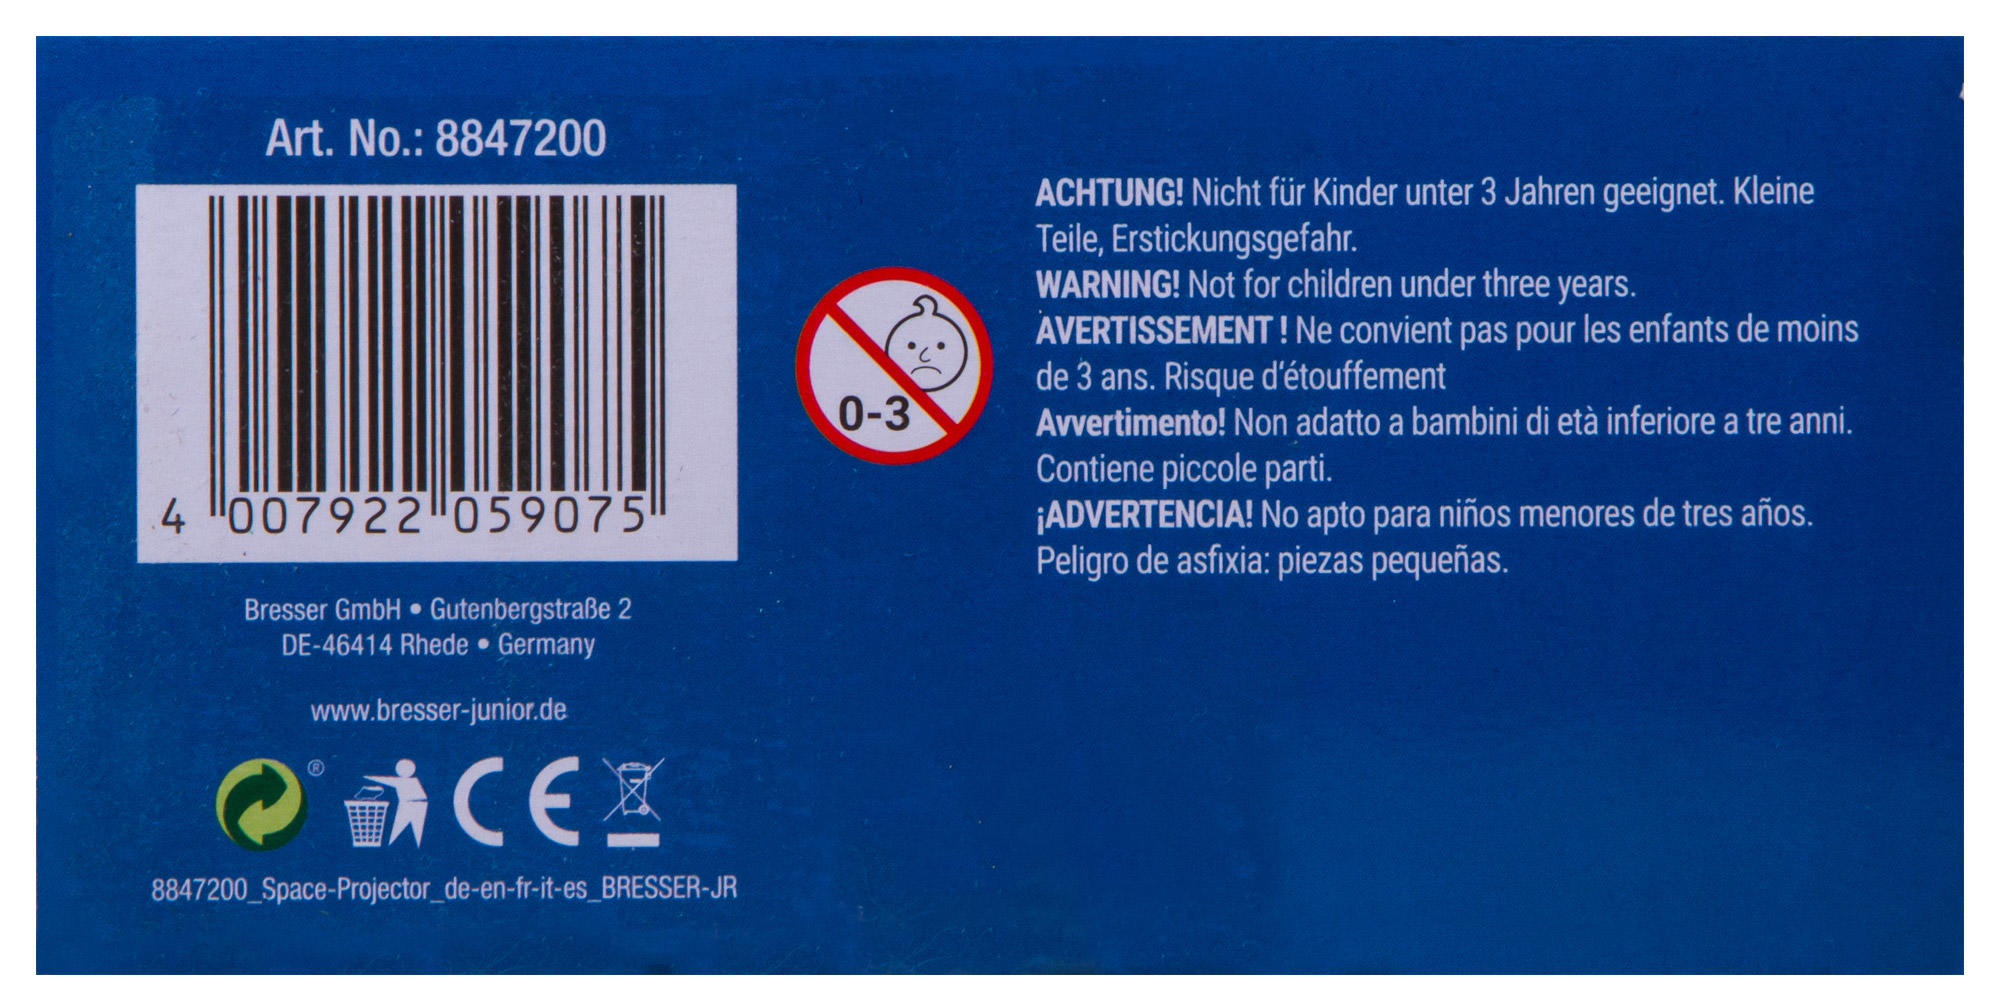 Art. No.: 8847200
4 007922 059075
Bresser GmbH • Gutenbergstraße 2
DE-46414 Rhede • Germany
www.bresser-junior.de
®
CE
8847200_Space-Projector_de-en-fr-it-es_BRESSER-JR
0-3
ACHTUNG! Nicht für Kinder unter 3 Jahren geeignet. Kleine
Teile, Erstickungsgefahr.
WARNING! Not for children under three years.
AVERTISSEMENT ! Ne convient pas pour les enfants de moins
de 3 ans. Risque d'étouffement
Avvertimento! Non adatto a bambini di età inferiore a tre anni.
Contiene piccole parti.
¡ADVERTENCIA! No apto para niños menores de tres años.
Peligro de asfixia: piezas pequeñas.